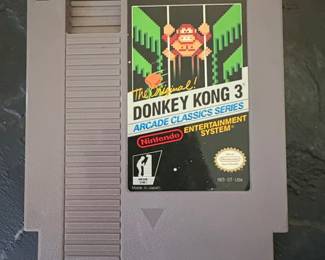 The Original!
DONKEY KONG 3
ARCADE CLASSICS SERIES
Nintendo
ENTERTAINMENT
SYSTEM
Made in Japan